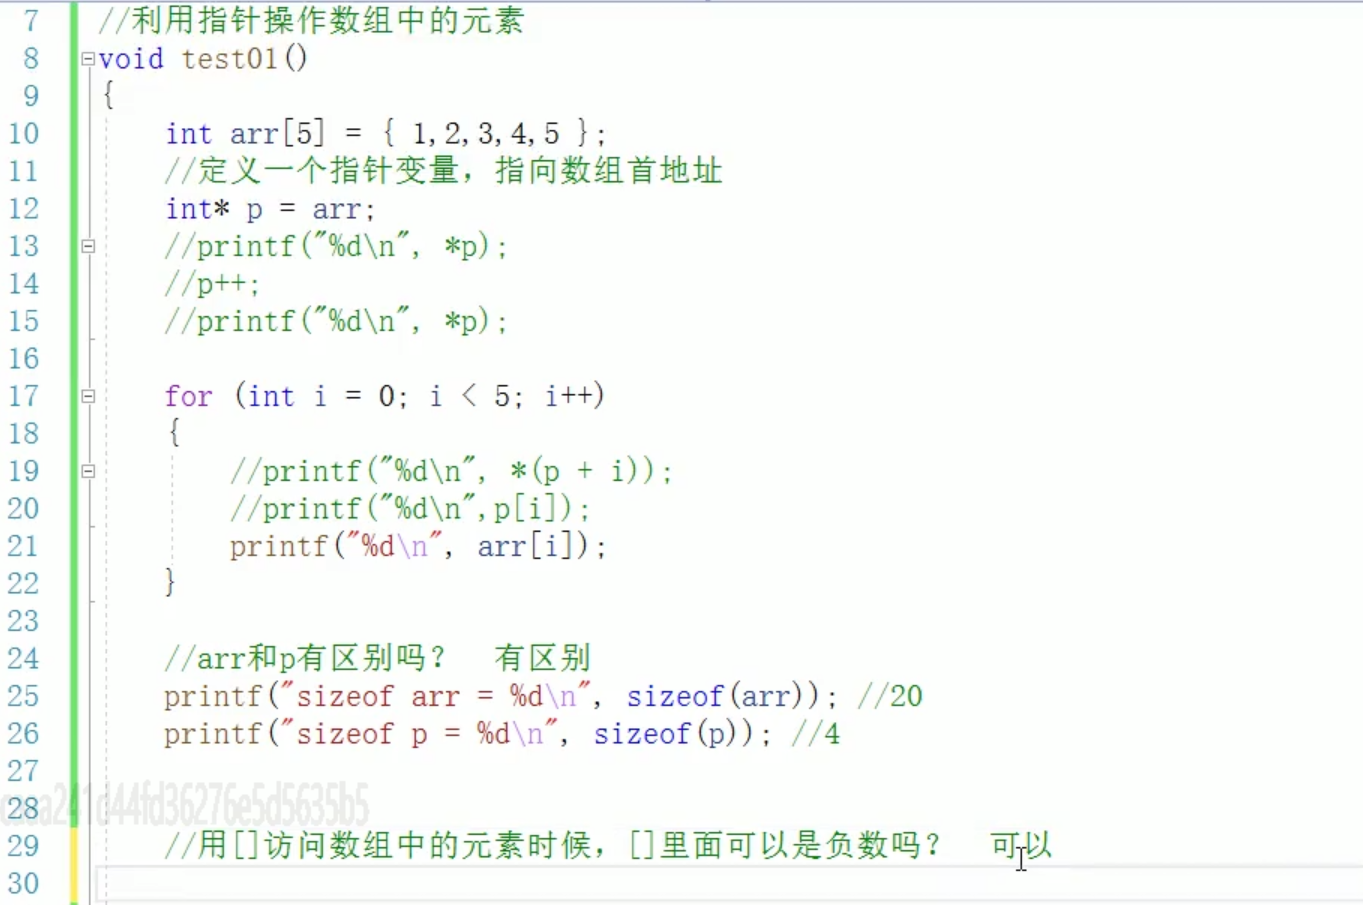 7 //利用指针操作数组中的元素
8 void test01()
9 {
10 int arr[5] = { 1,2,3,4,5 };
11 //定义一个指针变量，指向数组首地址
12 int* p = arr;
13 //printf("%d\n", *p);
14 //p++;
15 //printf("%d\n", *p);
16
17 for (int i = 0; i < 5; i++)
18 {
19 //printf("%d\n", *(p + i));
20 //printf("%d\n",p[i]);
21 printf("%d\n", arr[i]);
22 }
23
24 //arr和p有区别吗？ 有区别
25 printf("sizeof arr = %d\n", sizeof(arr)); //20
26 printf("sizeof p = %d\n", sizeof(p)); //4
27
28
29 //用[]访问数组中的元素时候，[]里面可以是负数吗？ 可以
30